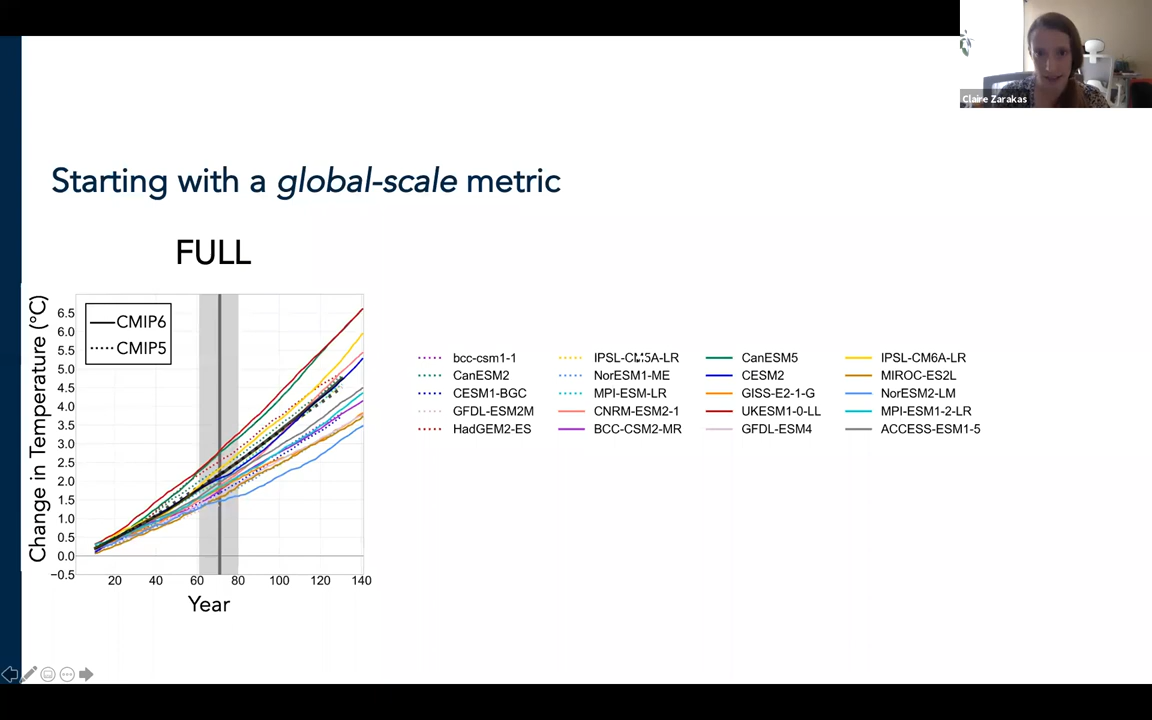 Claire Zarakas
Starting with a global-scale metric
FULL
Change in Temperature (°C)
CMIP6
CMIP5
6.5
6.0
5.5
5.0
4.5
4.0
3.5
3.0
2.5
2.0
1.5
1.0
0.5
0.0
−0.5
20 40 60 80 100 120 140
Year
bcc-csm1-1 IPSL-CM5A-LR CanESM5 IPSL-CM6A-LR
CanESM2 NorESM1-ME CESM2 MIROC-ES2L
CESM1-BGC MPI-ESM-LR GISS-E2-1-G NorESM2-LM
GFDL-ESM2M CNRM-ESM2-1 UKESM1-0-LL MPI-ESM1-2-LR
HadGEM2-ES BCC-CSM2-MR GFDL-ESM4 ACCESS-ESM1-5